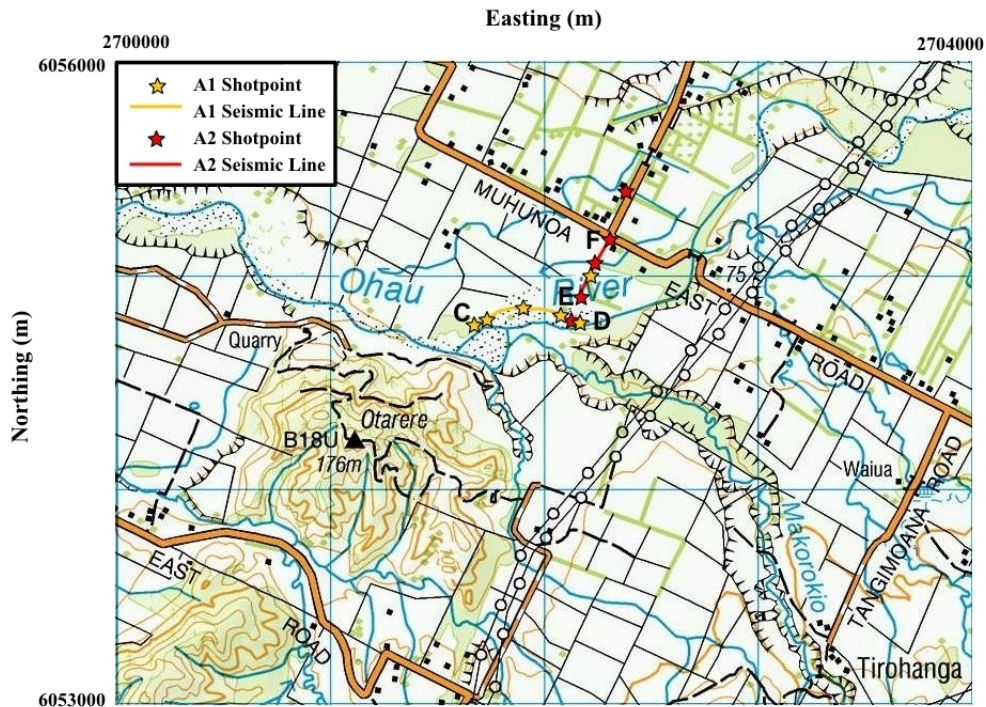 Easting (m)
2700000
2704000
6056000
A1 Shotpoint
A1 Seismic Line
A2 Shotpoint
A2 Seismic Line
MUHUNOA
F
75
Ohau
River
E
EAST
C
D
Quarry
ROAD
Northing (m)
Otarere
B18U
176m
Waiua
ROAD
100
Makorokio
TANGIMOANA
EAST
ROAD
Tirohanga
6053000